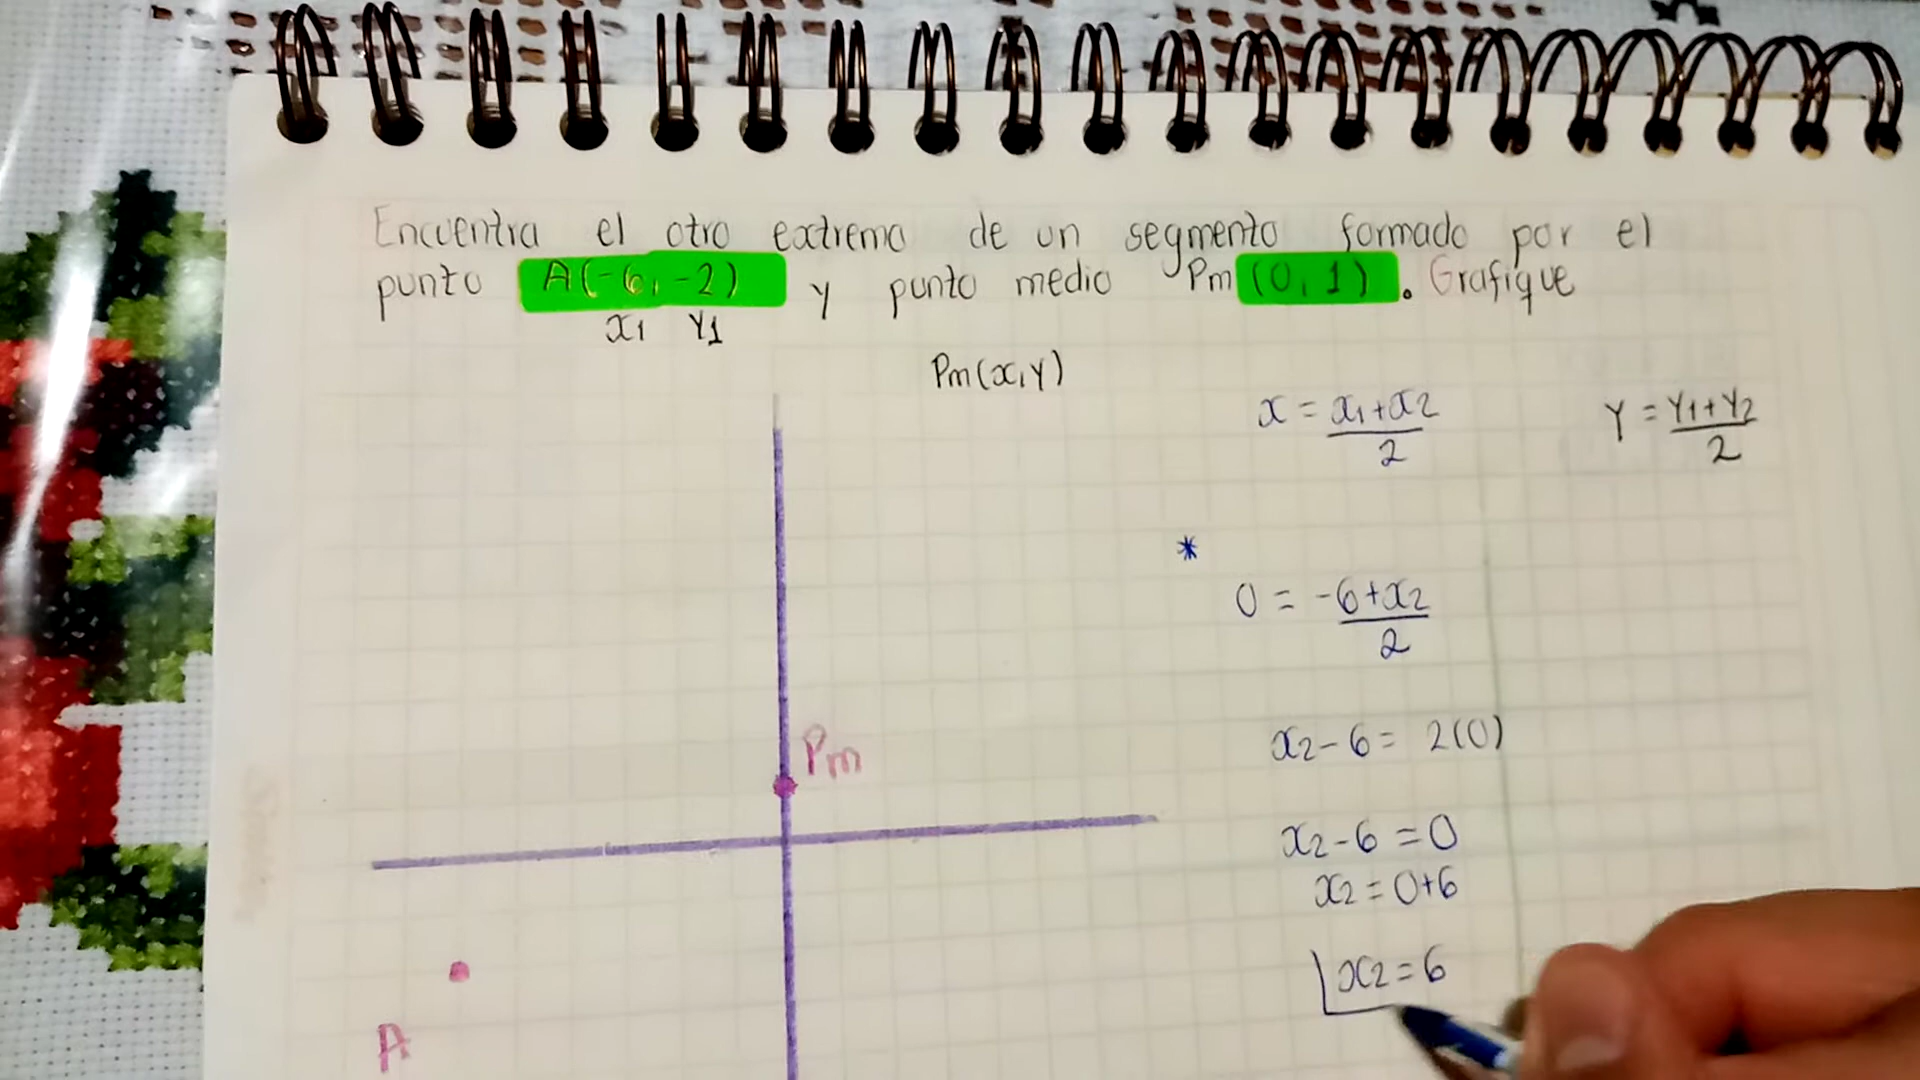 Encuentra el otro extremo de un segmento formado por el
punto A(-6, -2) y punto medio Pm (0, 1). Grafique
x1 Y1
Pm(x,y)
x = x1+x2
2
Y = Y1+Y2
2
*
0 = -6+x2
2
x2-6= 2(0)
x2-6 =0
x2 = 0+6
x2 = 6
Pm
A